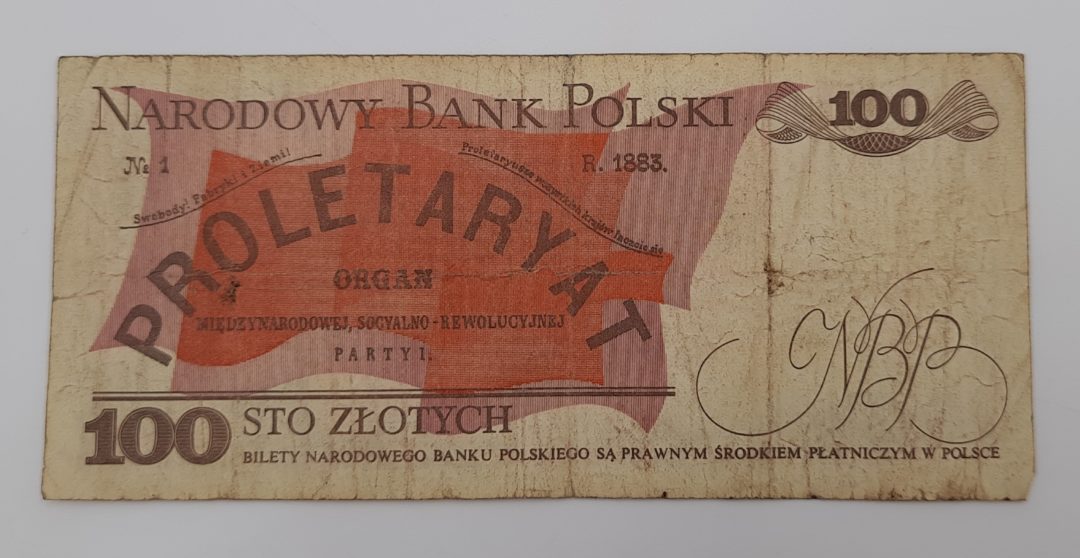 NARODOWY BANK POLSKI 100
№ 1 R. 1883.
Swobody! Fabryki i Ziemi!
Proletaryusze wszystkich krajów łączcie się
PROLETARYAT
ORGAN
MIĘDZYNARODOWEJ, SOCYALNO-REWOLUCYJNEJ
PARTYI.
NBP
100 STO ZŁOTYCH
BILETY NARODOWEGO BANKU POLSKIEGO SĄ PRAWNYM ŚRODKIEM PŁATNICZYM W POLSCE